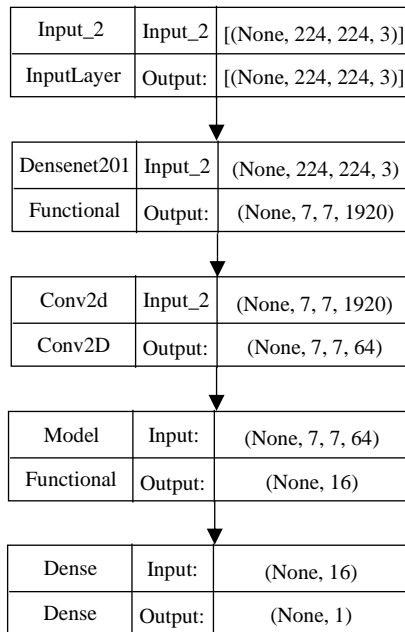 Input_2 Input_2 [(None, 224, 224, 3)]
InputLayer Output: [(None, 224, 224, 3)]
Densenet201 Input_2 (None, 224, 224, 3)
Functional Output: (None, 7, 7, 1920)
Conv2d Input_2 (None, 7, 7, 1920)
Conv2D Output: (None, 7, 7, 64)
Model Input: (None, 7, 7, 64)
Functional Output: (None, 16)
Dense Input: (None, 16)
Dense Output: (None, 1)